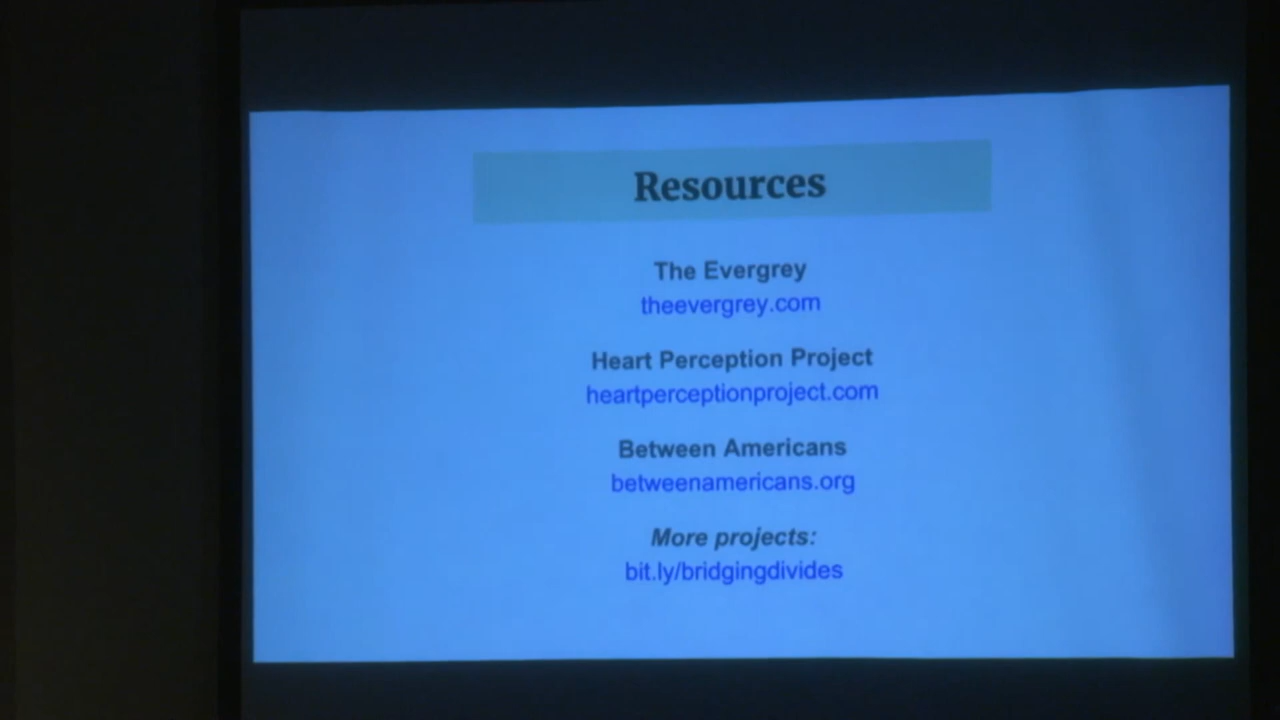 Resources
The Evergrey
theevergrey.com
Heart Perception Project
heartperceptionproject.com
Between Americans
betweenamericans.org
More projects:
bit.ly/bridgingdivides